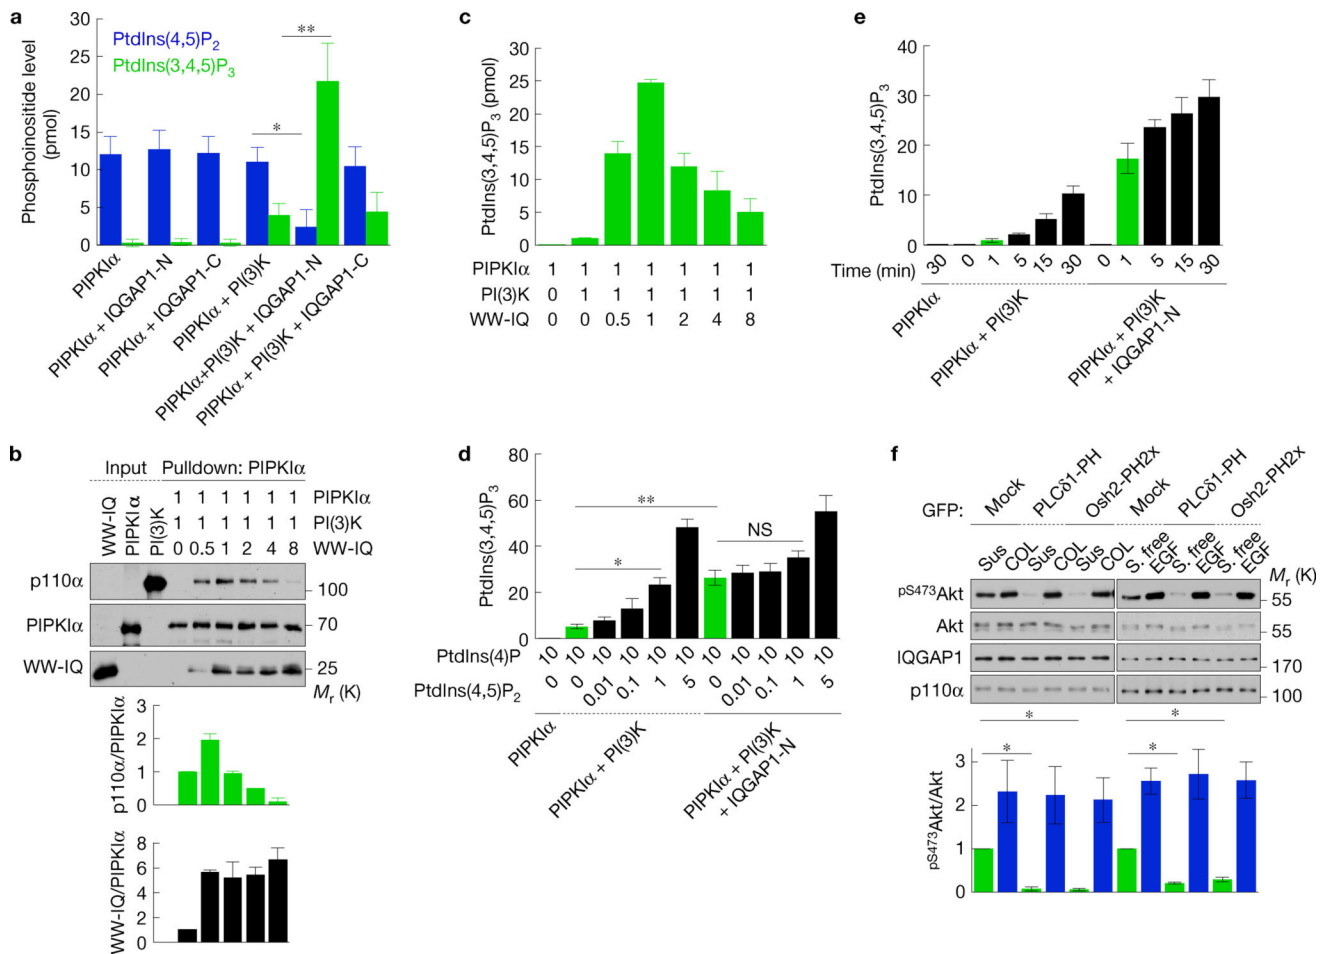 a
PtdIns(4,5)P2
PtdIns(3,4,5)P3
Phosphoinositide level
(pmol)
30
25
20
15
10
5
0
**
*
PIPKIα
PIPKIα + IQGAP1-N
PIPKIα + IQGAP1-C
PIPKIα + PI(3)K
PIPKIα+PI(3)K + IQGAP1-N
PIPKIα + PI(3)K + IQGAP1-C
b
Input
Pulldown: PIPKIα
WW-IQ
PIPKIα
PI(3)K
1 1 1 1 1 1 PIPKIα
1 1 1 1 1 1 PI(3)K
0 0.5 1 2 4 8 WW-IQ
p110α
100
PIPKIα
70
WW-IQ
25
Mr (K)
p110α/PIPKIα
3
2
1
0
WW-IQ/PIPKIα
8
6
4
2
0
c
PtdIns(3,4,5)P3 (pmol)
30
25
20
15
10
5
0
PIPKIα 1 1 1 1 1 1 1
PI(3)K 0 1 1 1 1 1 1
WW-IQ 0 0 0.5 1 2 4 8
d
PtdIns(3,4,5)P3
80
60
40
20
0
**
*
NS
PtdIns(4)P 10 10 10 10 10 10 10 10 10 10 10
PtdIns(4,5)P2 0 0 0.01 0.1 1 5 0 0.01 0.1 1 5
PIPKIα
PIPKIα + PI(3)K
PIPKIα + PI(3)K
+ IQGAP1-N
e
PtdIns(3,4,5)P3
40
30
20
10
0
Time (min) 30 0 1 5 15 30 0 1 5 15 30
PIPKIα
PIPKIα + PI(3)K
PIPKIα + PI(3)K
+ IQGAP1-N
f
GFP:
Mock
PLCδ1-PH
Osh2-PH2x
Mock
PLCδ1-PH
Osh2-PH2x
Sus
COL
Sus
COL
Sus
COL
S. free
EGF
S. free
EGF
S. free
EGF
Mr (K)
pS473Akt
55
Akt
55
IQGAP1
170
p110α
100
pS473Akt/Akt
3
2
1
0
*
*
*
*